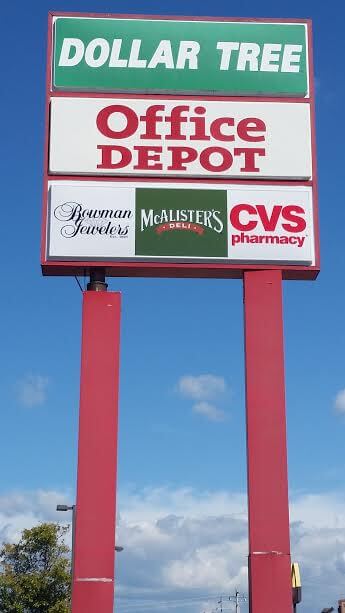 DOLLAR TREE
Office
DEPOT
Bowman
Jewelers
McALISTER'S
DELI
CVS
pharmacy